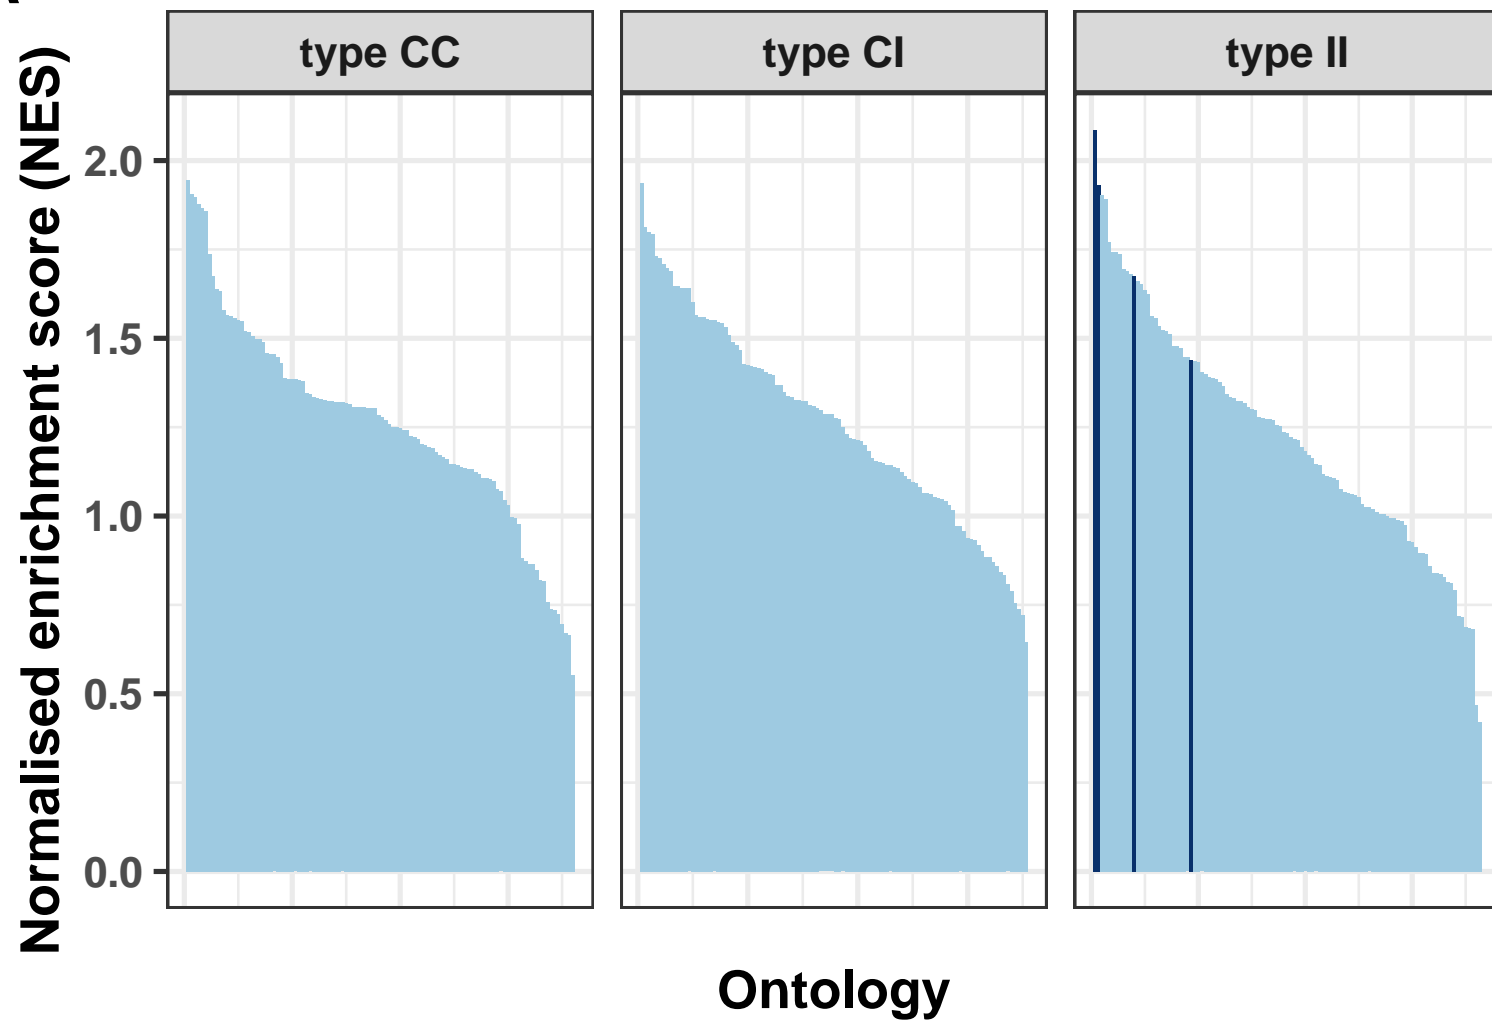 type CC
type CI
type II
Normalised enrichment score (NES)
2.0
1.5
1.0
0.5
0.0
Ontology